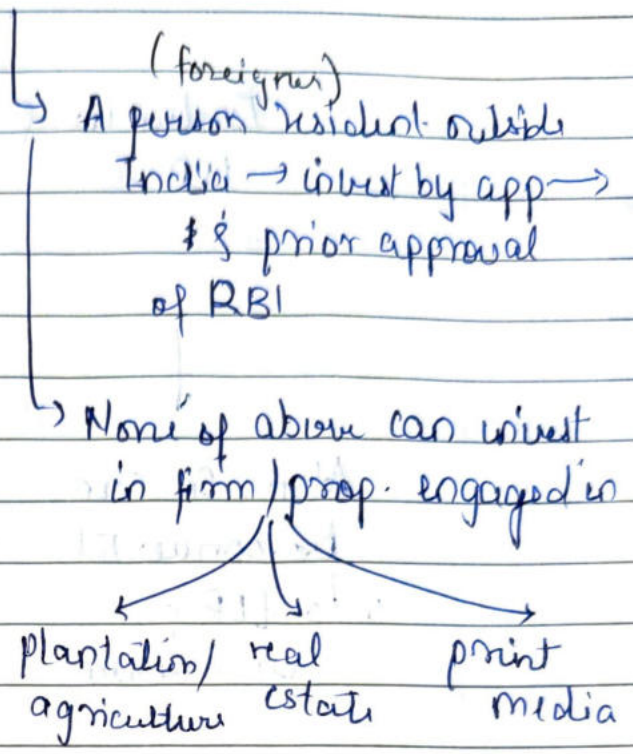 (foreigner)
↳ A person resident outside
India → invest by app →
& prior approval
of RBI
↳ None of above can invest
in firm / prop. engaged in
plantation/ real print
agriculture estate media